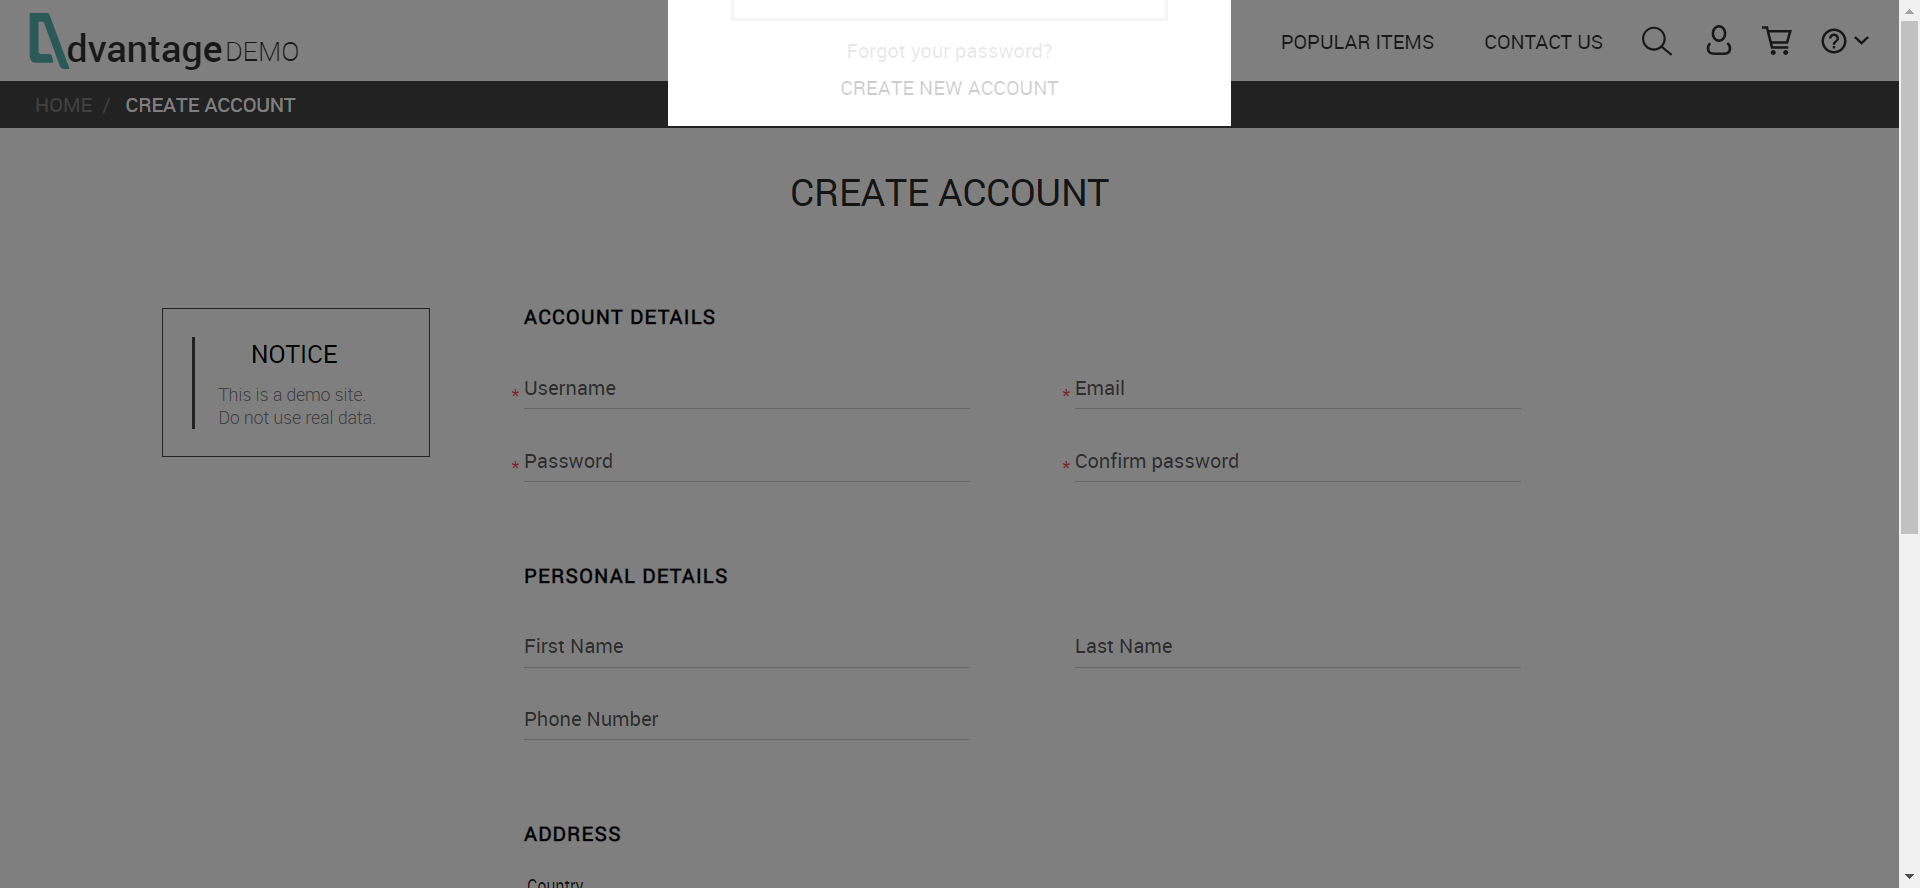 dvantage DEMO
POPULAR ITEMS
CONTACT US
Forgot your password?
CREATE NEW ACCOUNT
HOME / CREATE ACCOUNT
CREATE ACCOUNT
NOTICE
This is a demo site.
Do not use real data.
ACCOUNT DETAILS
* Username
* Email
* Password
* Confirm password
PERSONAL DETAILS
First Name
Last Name
Phone Number
ADDRESS
Country